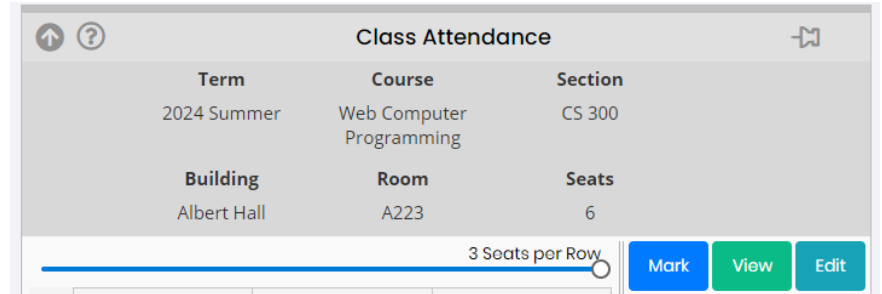 ?
Class Attendance
Term Course Section
2024 Summer Web Computer Programming CS 300
Building Room Seats
Albert Hall A223 6
3 Seats per Row
Mark View Edit